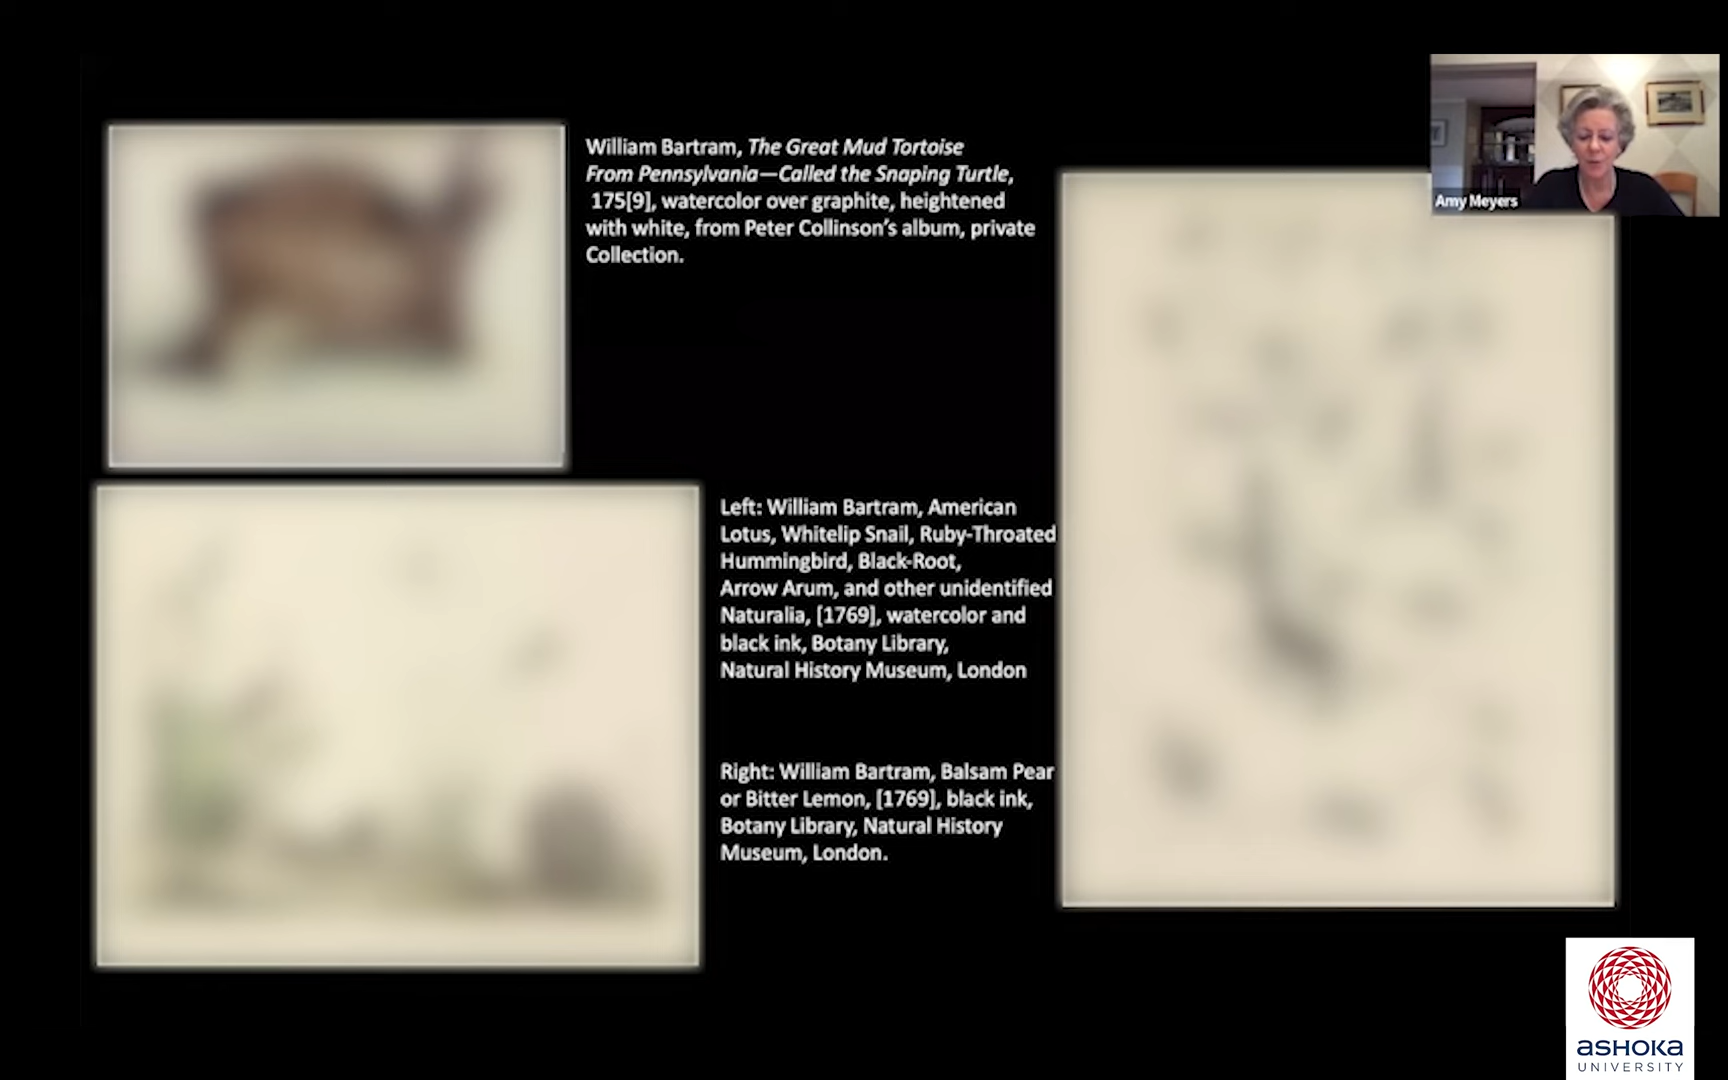 William Bartram, The Great Mud Tortoise
From Pennsylvania—Called the Snaping Turtle,
175[9], watercolor over graphite, heightened
with white, from Peter Collinson's album, private
Collection.
Amy Meyers
Left: William Bartram, American
Lotus, Whitelip Snail, Ruby-Throated
Hummingbird, Black-Root,
Arrow Arum, and other unidentified
Naturalia, [1769], watercolor and
black ink, Botany Library,
Natural History Museum, London
Right: William Bartram, Balsam Pear
or Bitter Lemon, [1769], black ink,
Botany Library, Natural History
Museum, London.
ASHOKA
UNIVERSITY